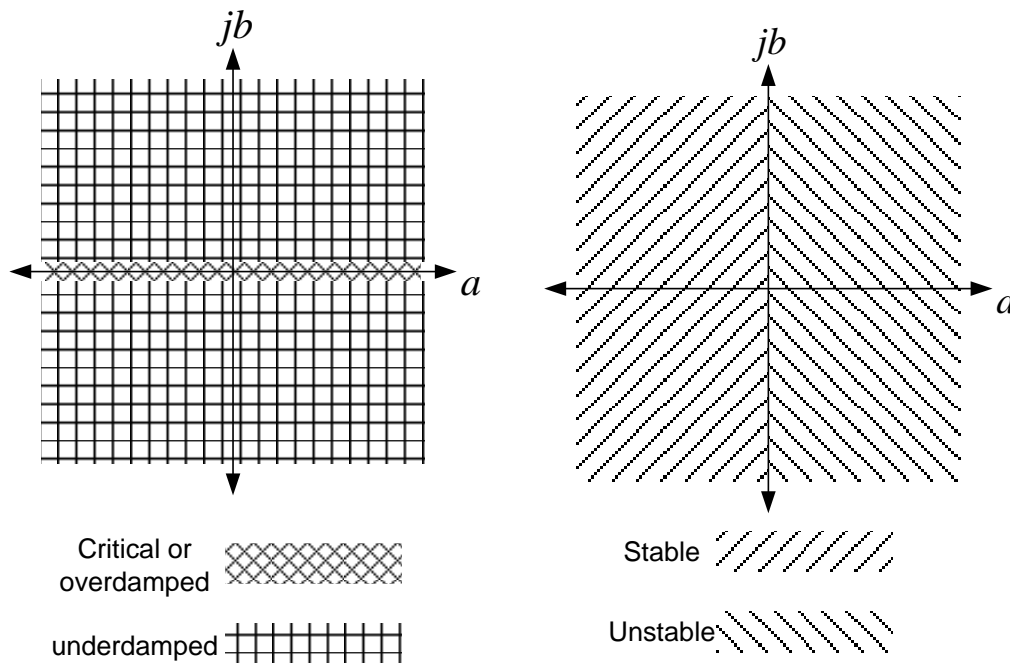 jb
a
Critical or
overdamped
underdamped
jb
a
Stable
Unstable